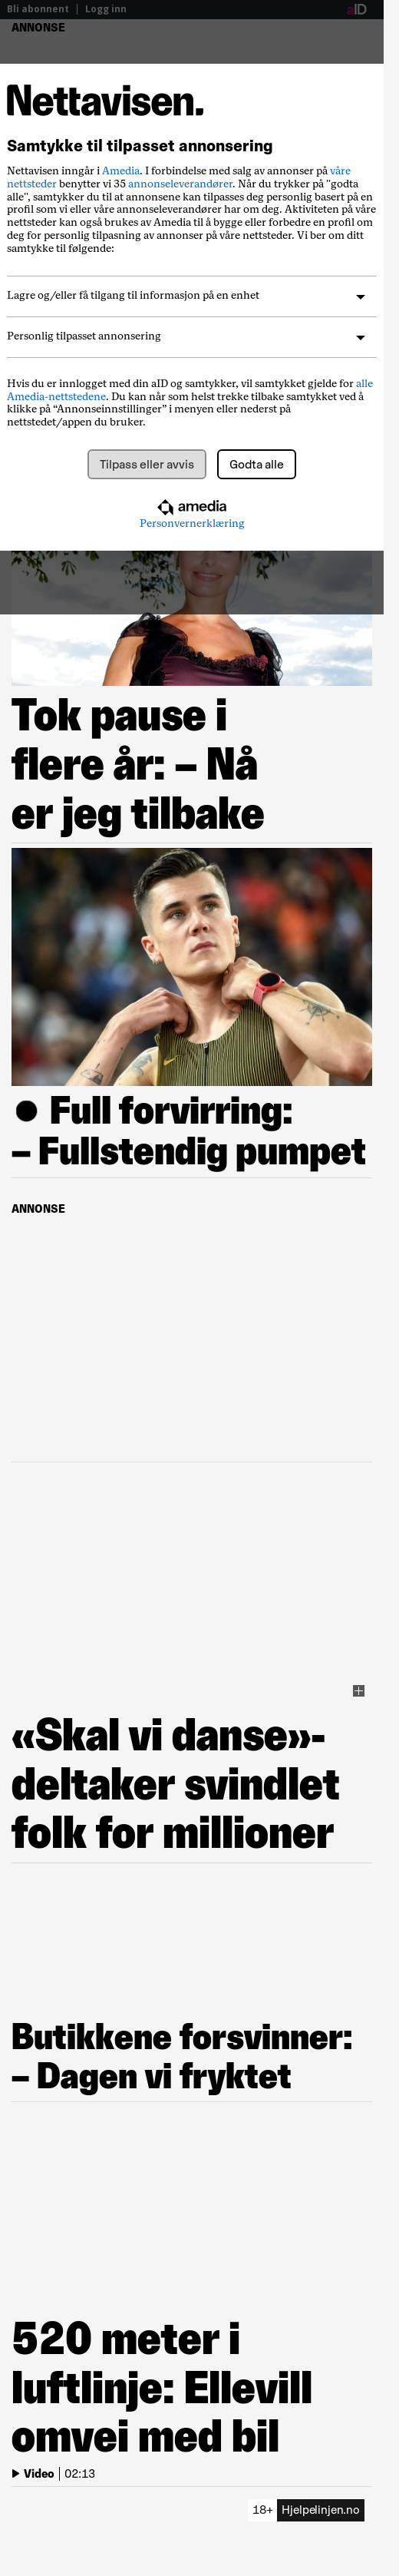 Bli abonnent | Logg inn
aID
ANNONSE
Nettavisen.
Samtykke til tilpasset annonsering
Nettavisen inngår i Amedia. I forbindelse med salg av annonser på våre
nettsteder benytter vi 35 annonseleverandører. Når du trykker på "godta
alle", samtykker du til at annonsene kan tilpasses deg personlig basert på en
profil som vi eller våre annonseleverandører har om deg. Aktiviteten på våre
nettsteder kan også brukes av Amedia til å bygge eller forbedre en profil om
deg for personlig tilpasning av annonser på våre nettsteder. Vi ber om ditt
samtykke til følgende:
Lagre og/eller få tilgang til informasjon på en enhet
Personlig tilpasset annonsering
Hvis du er innlogget med din aID og samtykker, vil samtykket gjelde for alle
Amedia-nettstedene. Du kan når som helst trekke tilbake samtykket ved å
klikke på “Annonseinnstillinger” i menyen eller nederst på
nettstedet/appen du bruker.
Tilpass eller avvis
Godta alle
amedia
Personvernerklæring
Tok pause i
flere år: – Nå
er jeg tilbake
● Full forvirring:
– Fullstendig pumpet
ANNONSE
«Skal vi danse»-
deltaker svindlet
folk for millioner
Butikkene forsvinner:
– Dagen vi fryktet
520 meter i
luftlinje: Ellevill
omvei med bil
Video | 02:13
18+ Hjelpelinjen.no